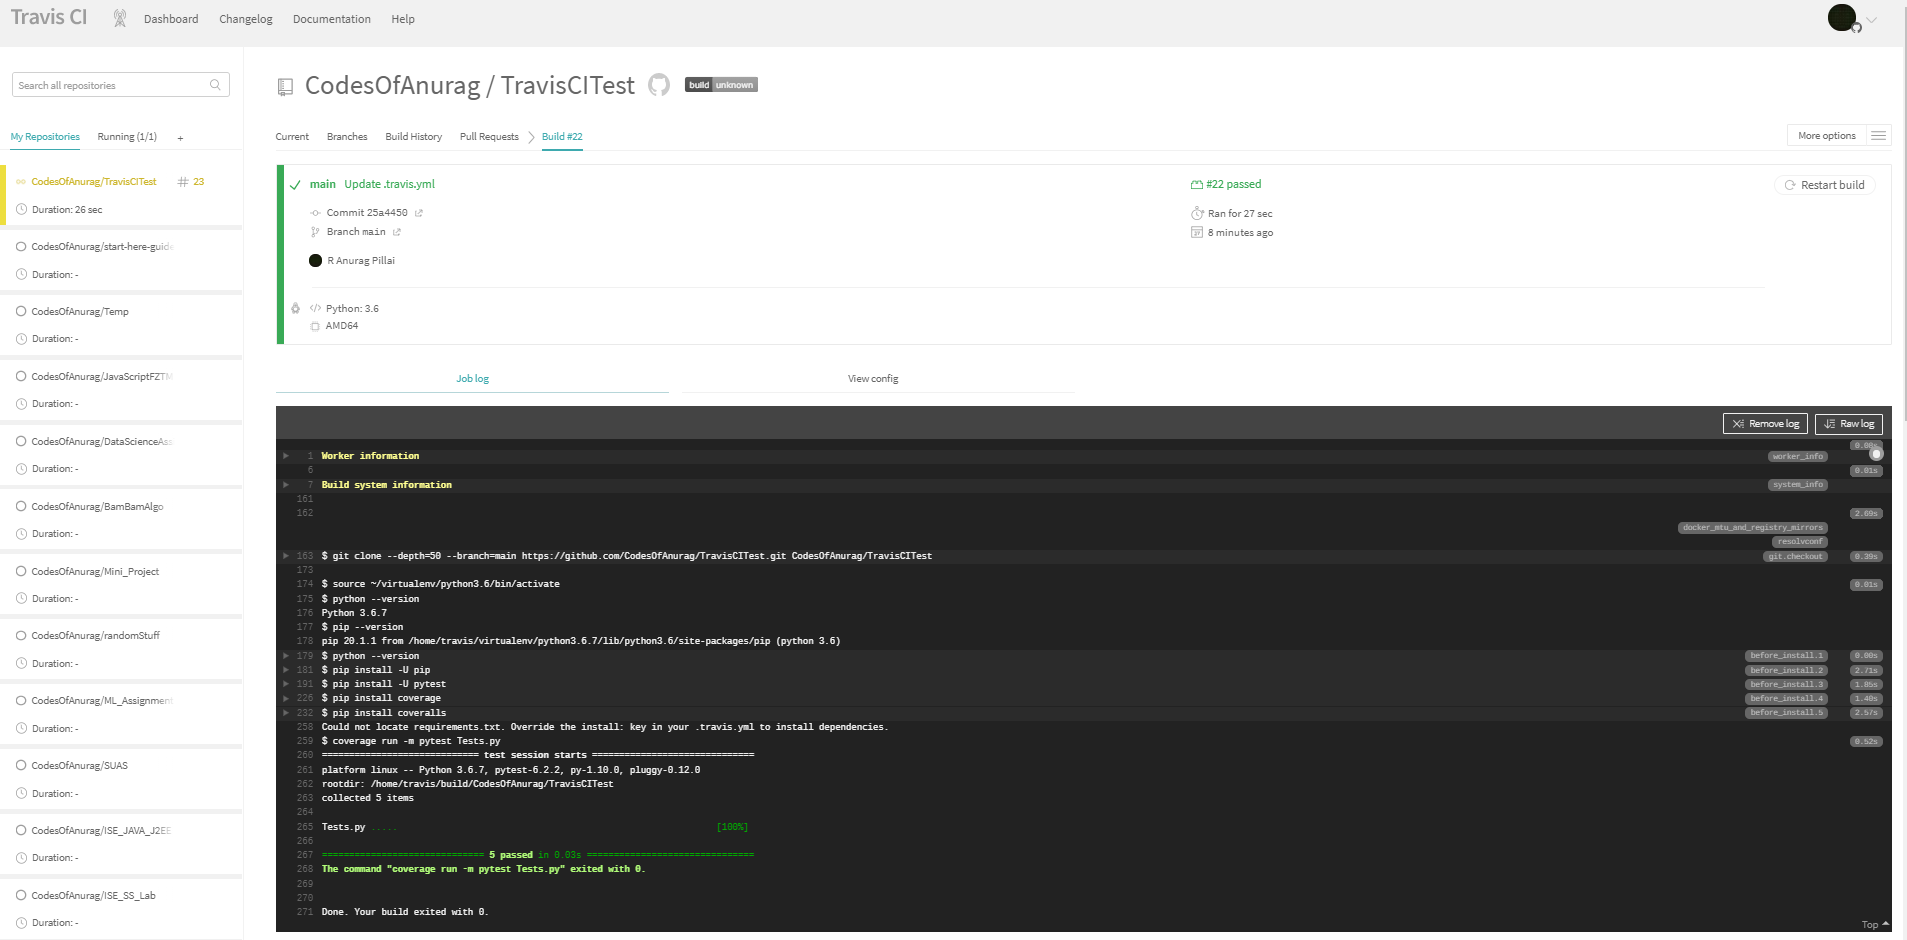 Travis CI Dashboard Changelog Documentation Help
Search all repositories
My Repositories Running (1/1) +
CodesOfAnurag/TravisCITest # 23
Duration: 26 sec
CodesOfAnurag/start-here-guide
Duration: -
CodesOfAnurag/Temp
Duration: -
CodesOfAnurag/JavaScriptFZTM
Duration: -
CodesOfAnurag/DataScienceAss
Duration: -
CodesOfAnurag/BamBamAlgo
Duration: -
CodesOfAnurag/Mini_Project
Duration: -
CodesOfAnurag/randomStuff
Duration: -
CodesOfAnurag/ML_Assignment
Duration: -
CodesOfAnurag/SUAS
Duration: -
CodesOfAnurag/ISE_JAVA_J2EE
Duration: -
CodesOfAnurag/ISE_SS_Lab
Duration: -
CodesOfAnurag / TravisCITest build unknown
Current Branches Build History Pull Requests Build #22 More options
main Update .travis.yml #22 passed Restart build
Commit 25a4450 Ran for 27 sec
Branch main 8 minutes ago
R Anurag Pillai
Python: 3.6
AMD64
Job log View config
Remove log Raw log
1 Worker information worker_info
6 0.01s
7 Build system information system_info
161
162 2.69s
docker_mtu_and_registry_mirrors
resolvconf
163 $ git clone --depth=50 --branch=main https://github.com/CodesOfAnurag/TravisCITest.git CodesOfAnurag/TravisCITest git.checkout 0.39s
173
174 $ source ~/virtualenv/python3.6/bin/activate 0.01s
175 $ python --version
176 Python 3.6.7
177 $ pip --version
178 pip 20.1.1 from /home/travis/virtualenv/python3.6.7/lib/python3.6/site-packages/pip (python 3.6)
179 $ python --version before_install.1 0.00s
181 $ pip install -U pip before_install.2 2.71s
191 $ pip install -U pytest before_install.3 1.85s
226 $ pip install coverage before_install.4 1.40s
232 $ pip install coveralls before_install.5 2.57s
258 Could not locate requirements.txt. Override the install: key in your .travis.yml to install dependencies.
259 $ coverage run -m pytest Tests.py 0.52s
260 ============================= test session starts ==============================
261 platform linux -- Python 3.6.7, pytest-6.2.2, py-1.10.0, pluggy-0.12.0
262 rootdir: /home/travis/build/CodesOfAnurag/TravisCITest
263 collected 5 items
264
265 Tests.py ..... [100%]
266
267 ============================== 5 passed in 0.03s ===============================
268 The command "coverage run -m pytest Tests.py" exited with 0.
269
270
271 Done. Your build exited with 0.
Top